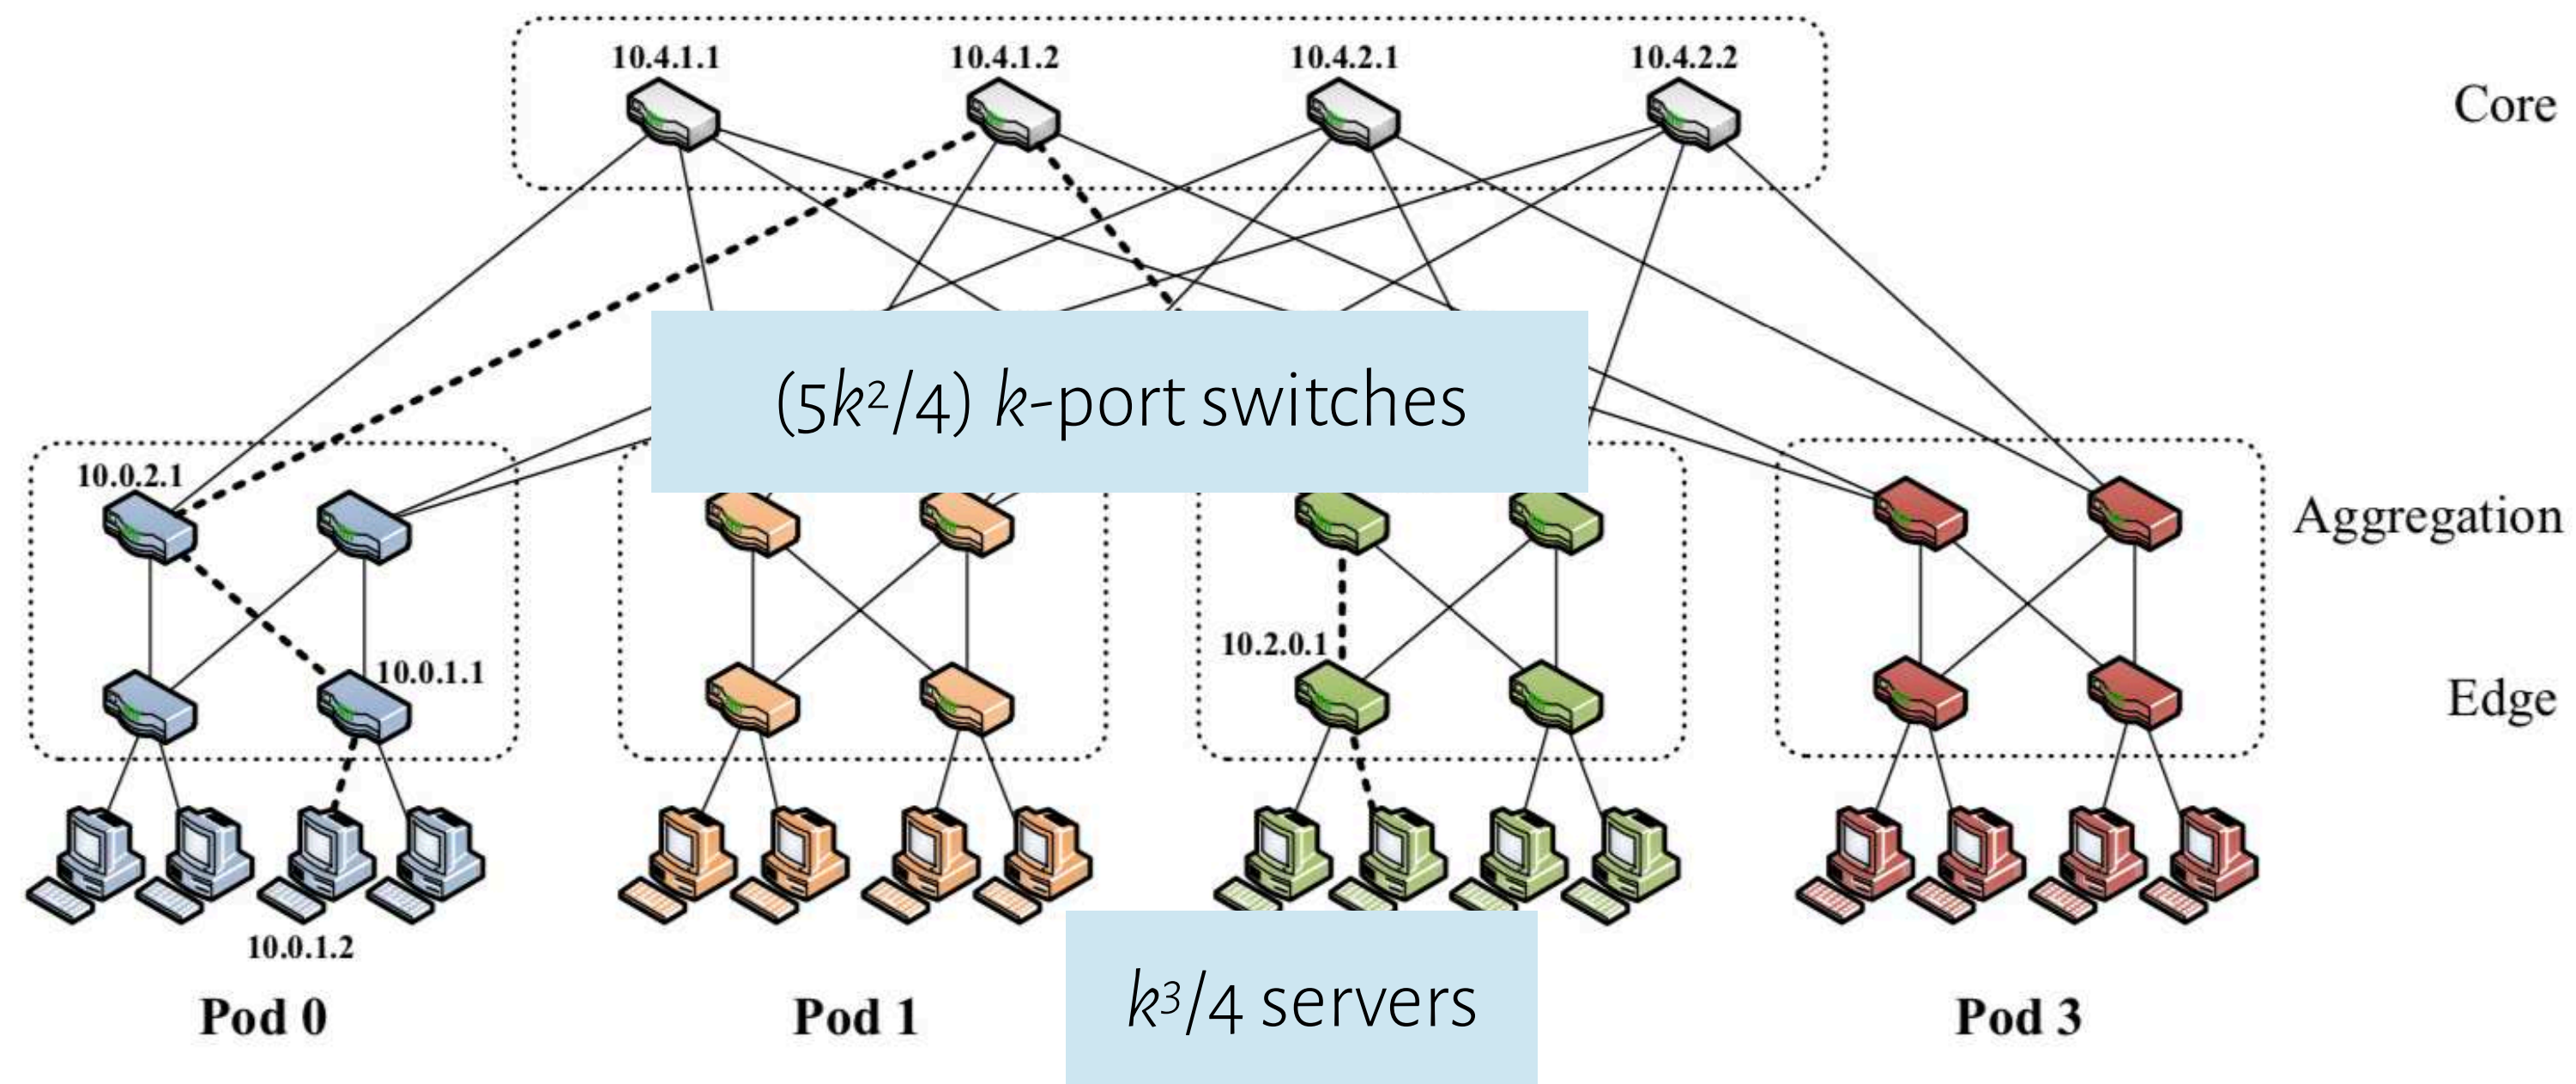 10.4.1.1
10.4.1.2
10.4.2.1
10.4.2.2
Core
(5k²/4) k-port switches
10.0.2.1
Aggregation
10.2.0.1
10.0.1.1
Edge
10.0.1.2
Pod 0
Pod 1
k³/4 servers
Pod 3